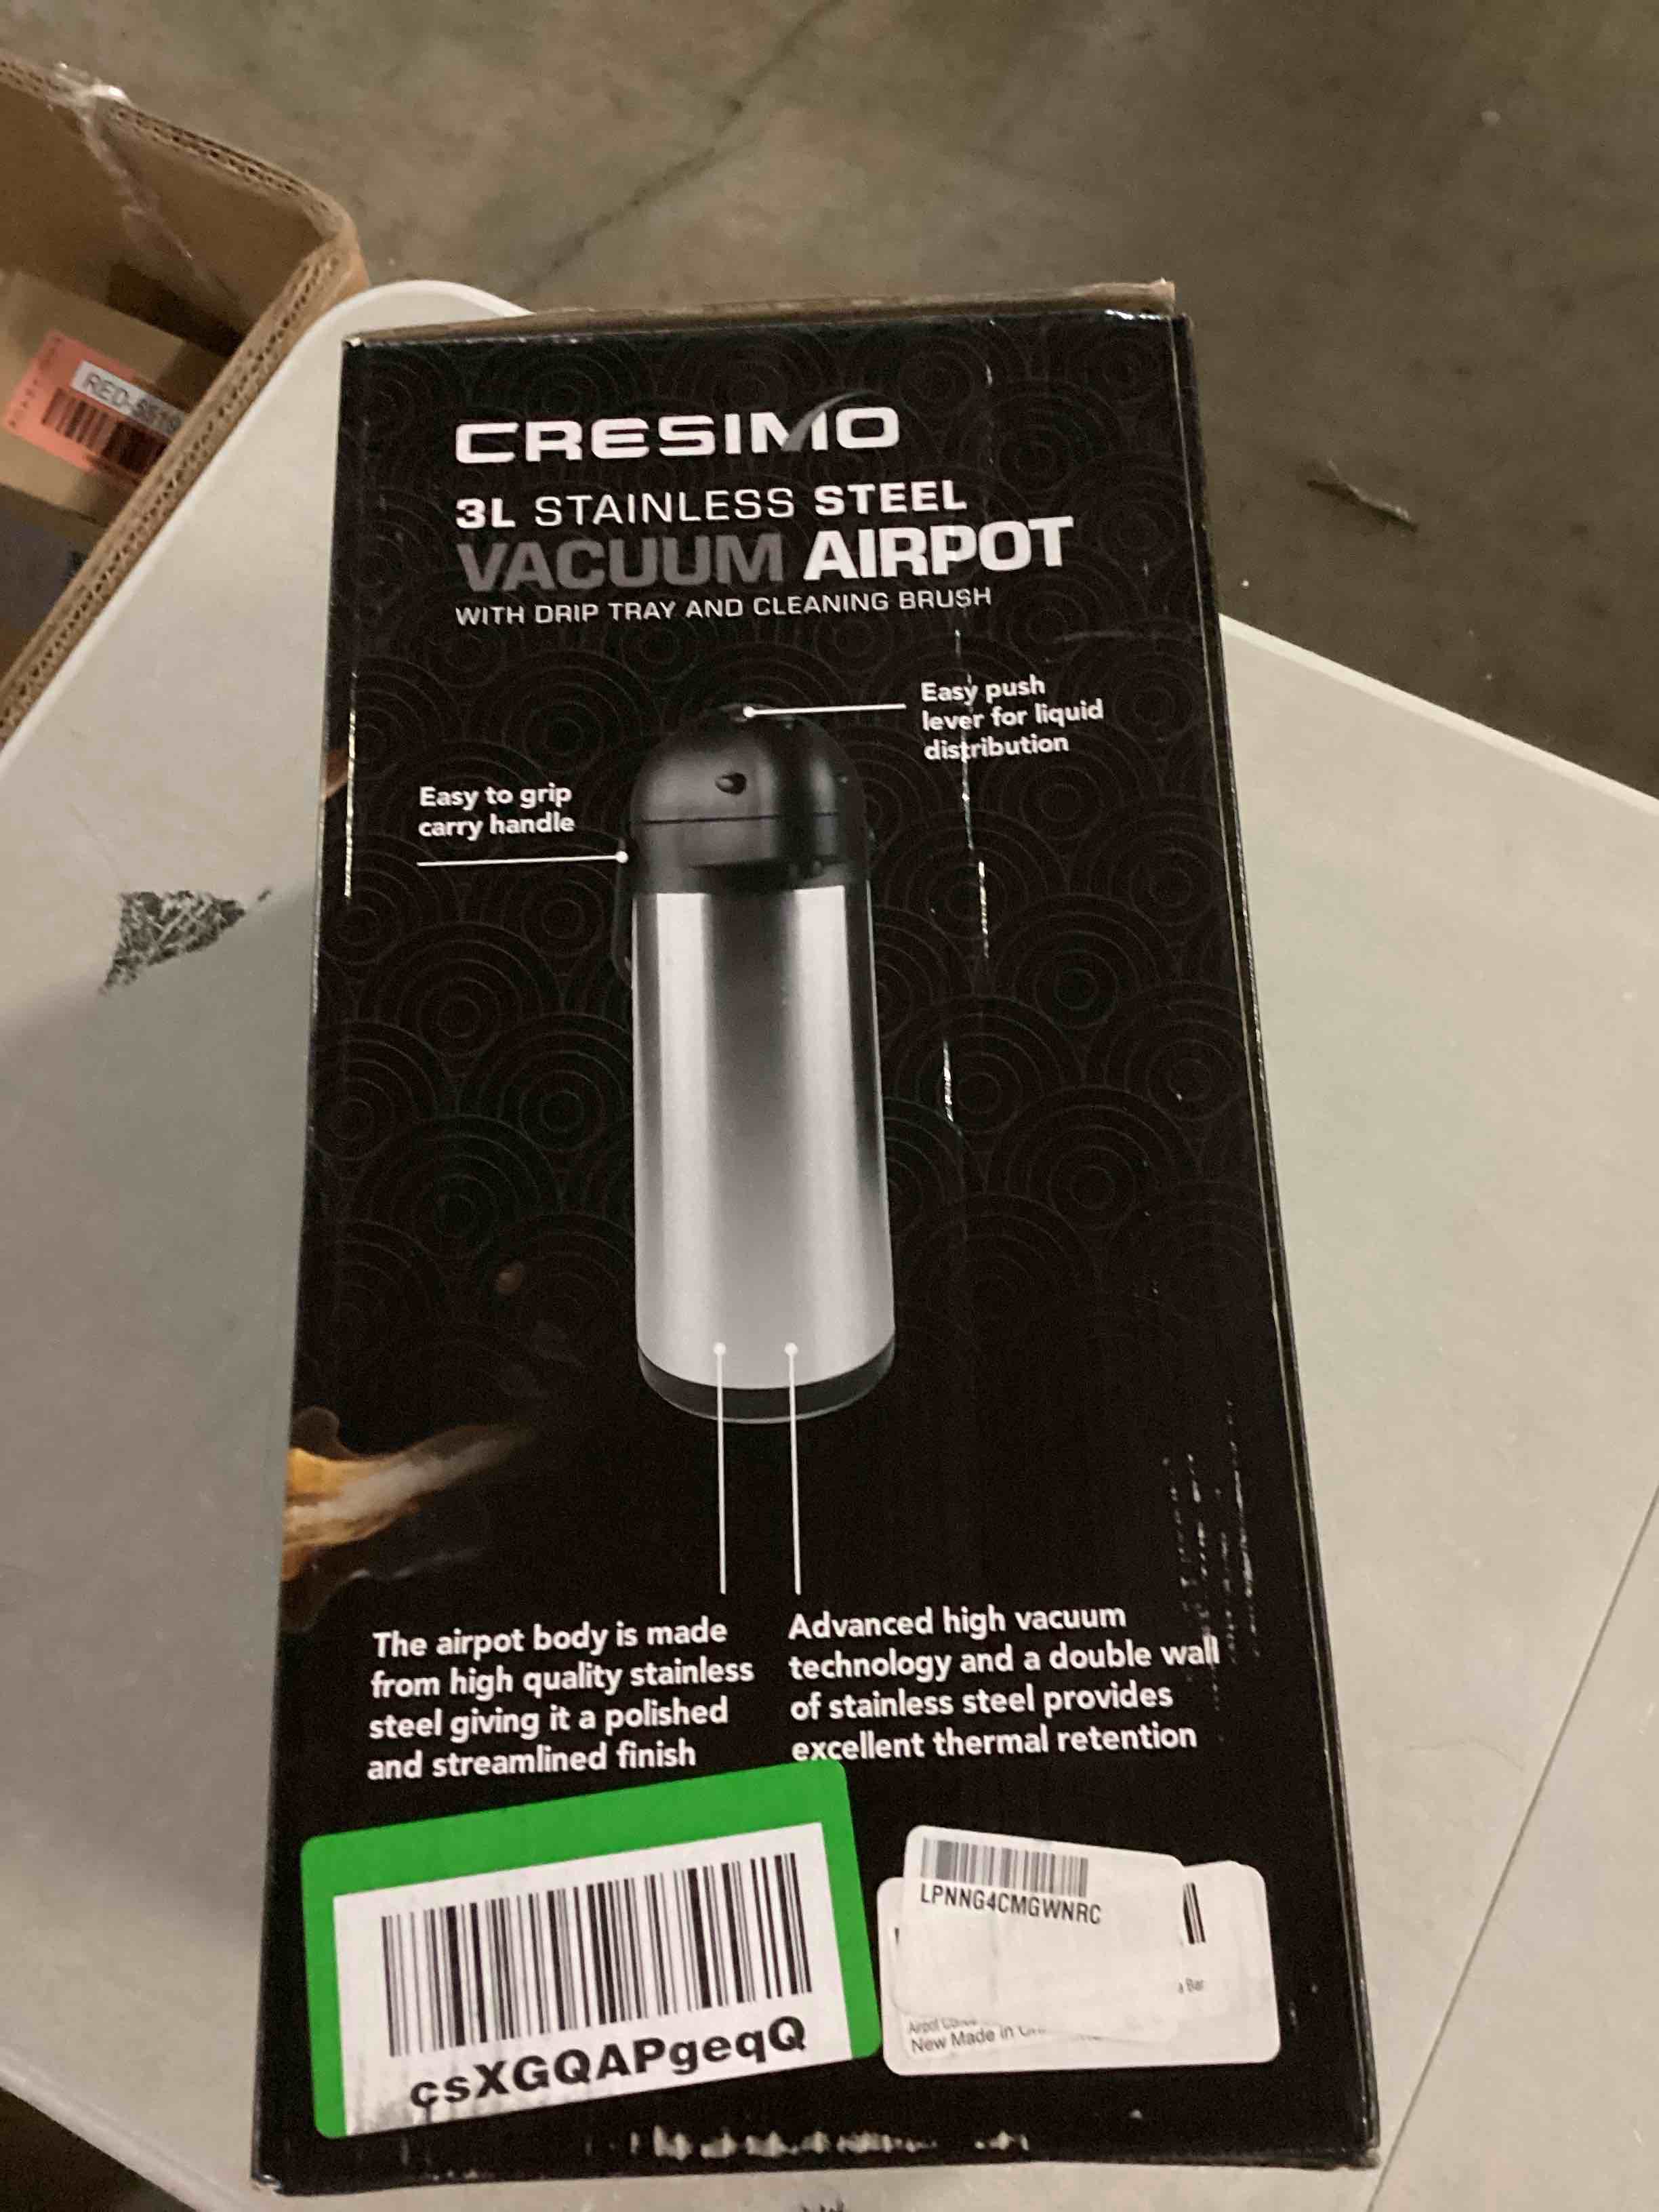 CRESIMO
3L STAINLESS STEEL
VACUUM AIRPOT
WITH DRIP TRAY AND CLEANING BRUSH
Easy push
lever for liquid
distribution
Easy to grip
carry handle
The airpot body is made
from high quality stainless
steel giving it a polished
and streamlined finish
Advanced high vacuum
technology and a double wall
of stainless steel provides
excellent thermal retention
csXGQAPgeqQ
LPNNG4CMGWNRC
Bar
Airpot
New Made in